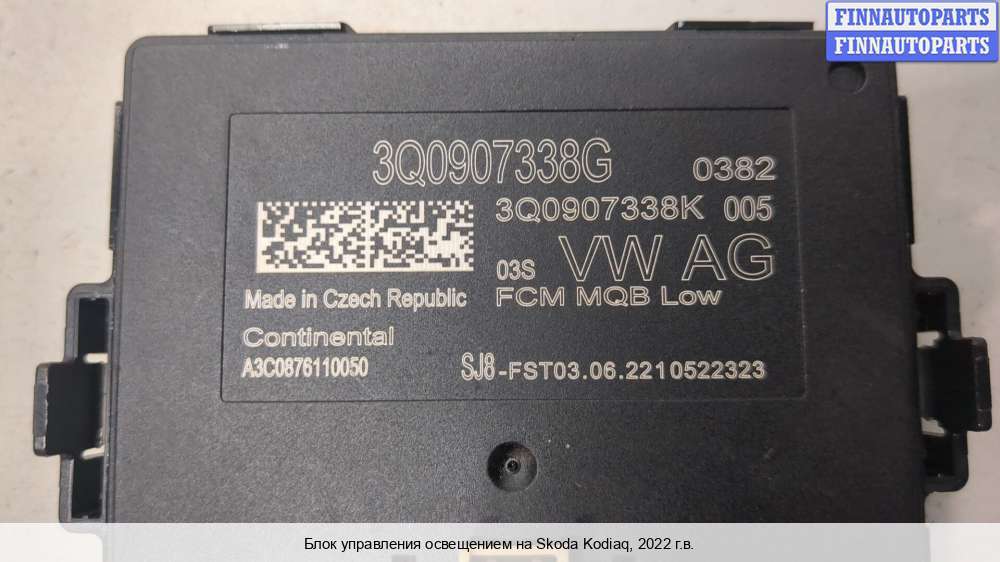 FINNAUTOPARTS
FINNAUTOPARTS
3Q0907338G 0382
3Q0907338K 005
03S VW AG
Made in Czech Republic FCM MQB Low
Continental
A3C0876110050 SJ8-FST03.06.2210522323
Блок управления освещением на Skoda Kodiaq, 2022 г.в.